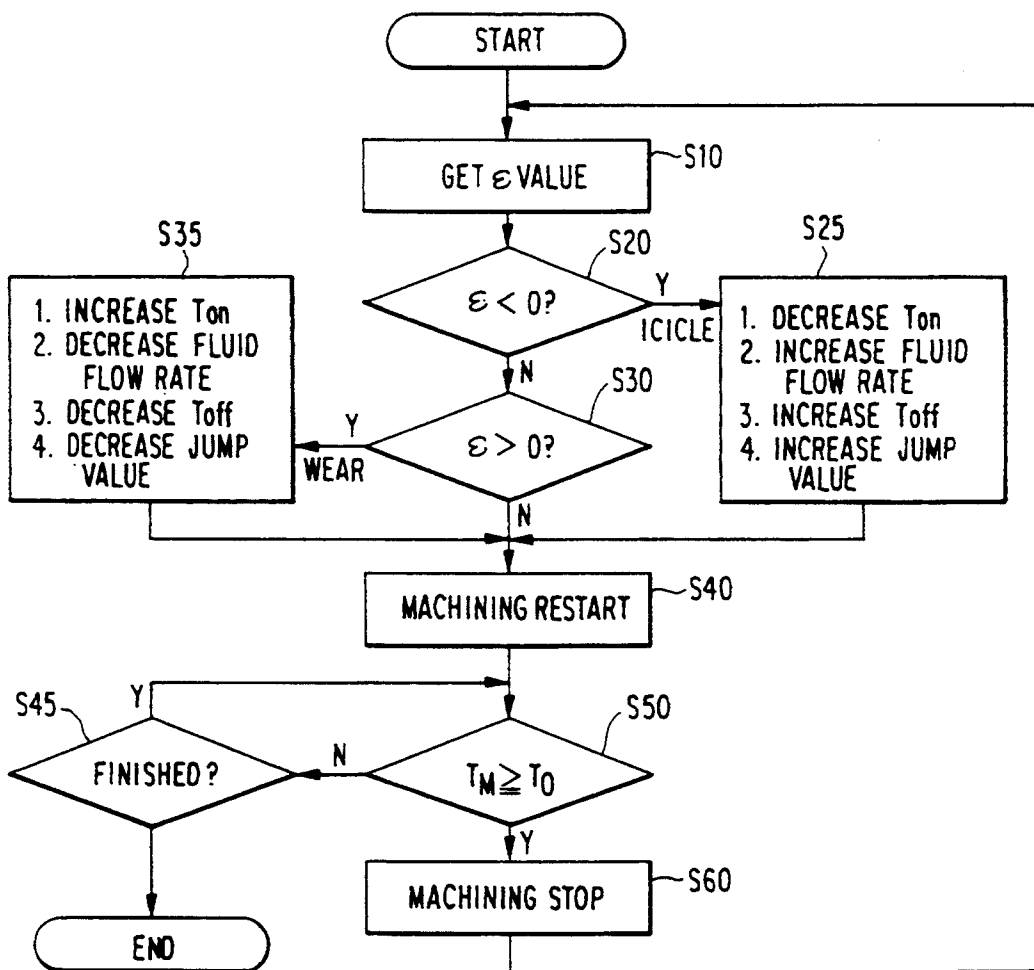 START
GET ε VALUE
S10
S20
ε < 0?
Y
ICICLE
N
S25
1. DECREASE Ton
2. INCREASE FLUID
FLOW RATE
3. INCREASE Toff
4. INCREASE JUMP
VALUE
S35
1. INCREASE Ton
2. DECREASE FLUID
FLOW RATE
3. DECREASE Toff
4. DECREASE JUMP
VALUE
S30
ε > 0?
Y
WEAR
N
MACHINING RESTART
S40
S45
Y
FINISHED?
N
S50
TM ≧ TO
Y
MACHINING STOP
S60
END